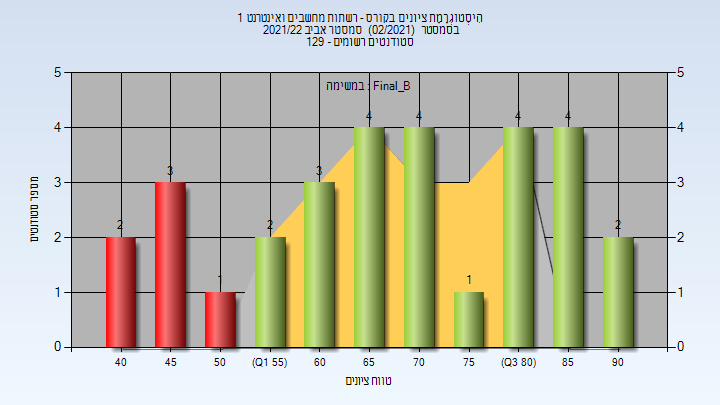 הִיסְטוֹגְרָמַת ציונים בקורס - רשתות מחשבים ואינטרנט 1
בסמסטר (02/2021) סמסטר אביב 2021/22
סטודנטים רשומים - 129
במשימה : Final_B
מספר סטודנטים
5 5
4 4
3 3
2 2
1 1
0 0
2 3 1 2 3 4 4 1 4 4 2
40 45 50 (Q1 55) 60 65 70 75 (Q3 80) 85 90
טווח ציונים